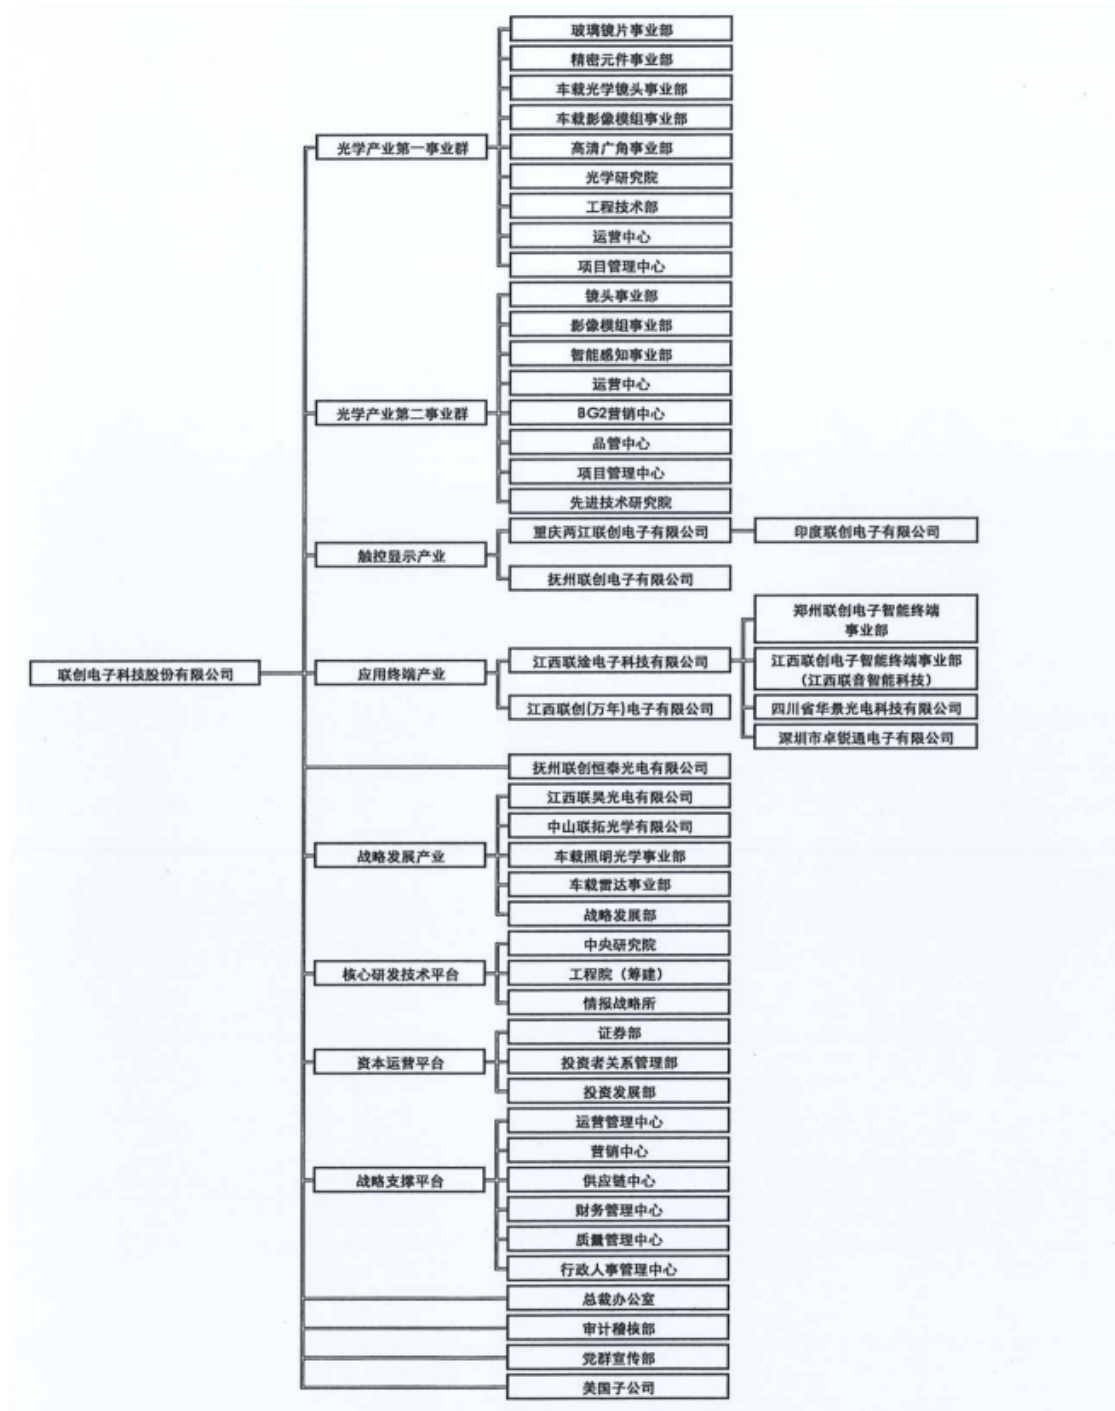 玻璃镜片事业部
精密元件事业部
车载光学镜头事业部
车载影像模组事业部
光学产业第一事业群
高清广角事业部
光学研究院
工程技术部
运营中心
项目管理中心
镜头事业部
影像模组事业部
智能感知事业部
运营中心
光学产业第二事业群
BG2营销中心
品管中心
项目管理中心
先进技术研究院
重庆两江联创电子有限公司
印度联创电子有限公司
触控显示产业
抚州联创电子有限公司
郑州联创电子智能终端
事业部
联创电子科技股份有限公司
应用终端产业
江西联淦电子科技有限公司
江西联创电子智能终端事业部
(江西联音智能科技)
江西联创(万年)电子有限公司
四川省华景光电科技有限公司
深圳市卓锐通电子有限公司
抚州联创恒泰光电有限公司
江西联昊光电有限公司
中山联拓光学有限公司
战略发展产业
车载照明光学事业部
车载雷达事业部
战略发展部
中央研究院
核心研发技术平台
工程院（筹建）
情报战略所
证券部
资本运营平台
投资者关系管理部
投资发展部
运营管理中心
营销中心
战略支撑平台
供应链中心
财务管理中心
质量管理中心
行政人事管理中心
总裁办公室
审计稽核部
党群宣传部
美国子公司